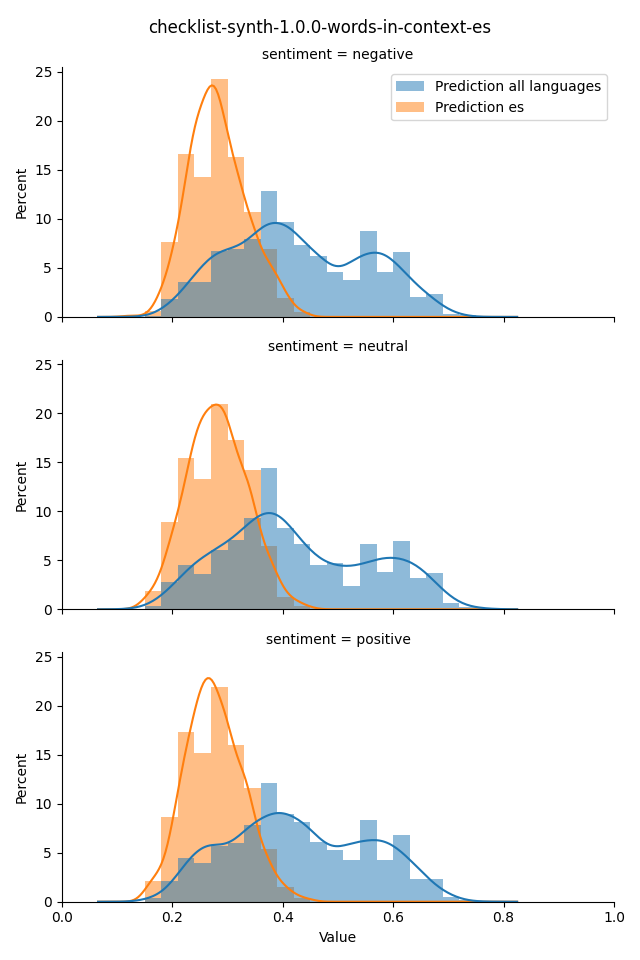 checklist-synth-1.0.0-words-in-context-es
sentiment = negative
25
20
15
10
5
0
Percent
Prediction all languages
Prediction es
sentiment = neutral
25
20
15
10
5
0
Percent
sentiment = positive
25
20
15
10
5
0
Percent
0.0 0.2 0.4 0.6 0.8 1.0
Value